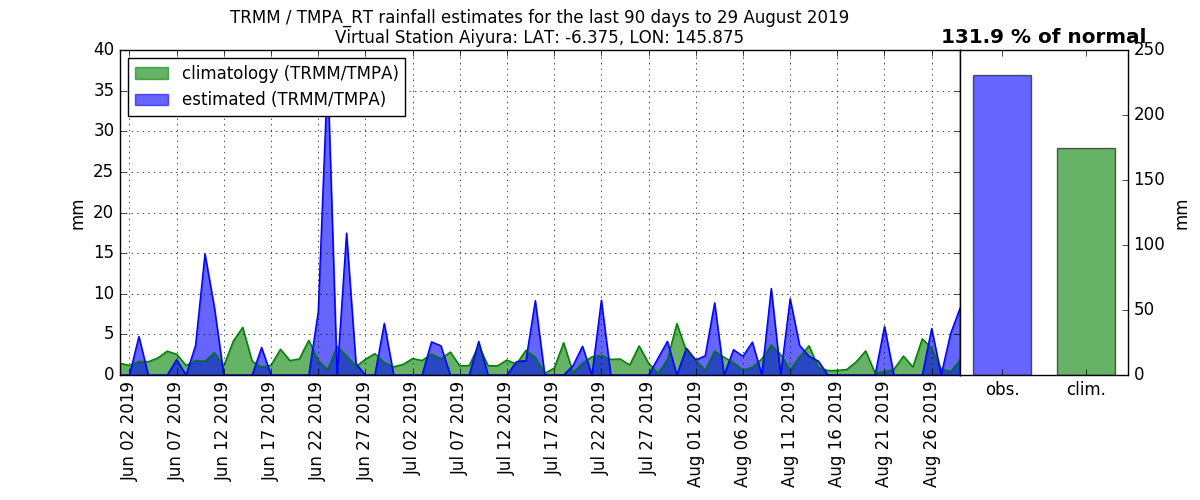 TRMM / TMPA_RT rainfall estimates for the last 90 days to 29 August 2019
Virtual Station Aiyura: LAT: -6.375, LON: 145.875
131.9 % of normal
climatology (TRMM/TMPA)
estimated (TRMM/TMPA)
mm
40
35
30
25
20
15
10
5
0
Jun 02 2019
Jun 07 2019
Jun 12 2019
Jun 17 2019
Jun 22 2019
Jun 27 2019
Jul 02 2019
Jul 07 2019
Jul 12 2019
Jul 17 2019
Jul 22 2019
Jul 27 2019
Aug 01 2019
Aug 06 2019
Aug 11 2019
Aug 16 2019
Aug 21 2019
Aug 26 2019
250
200
150
100
50
0
mm
obs.
clim.